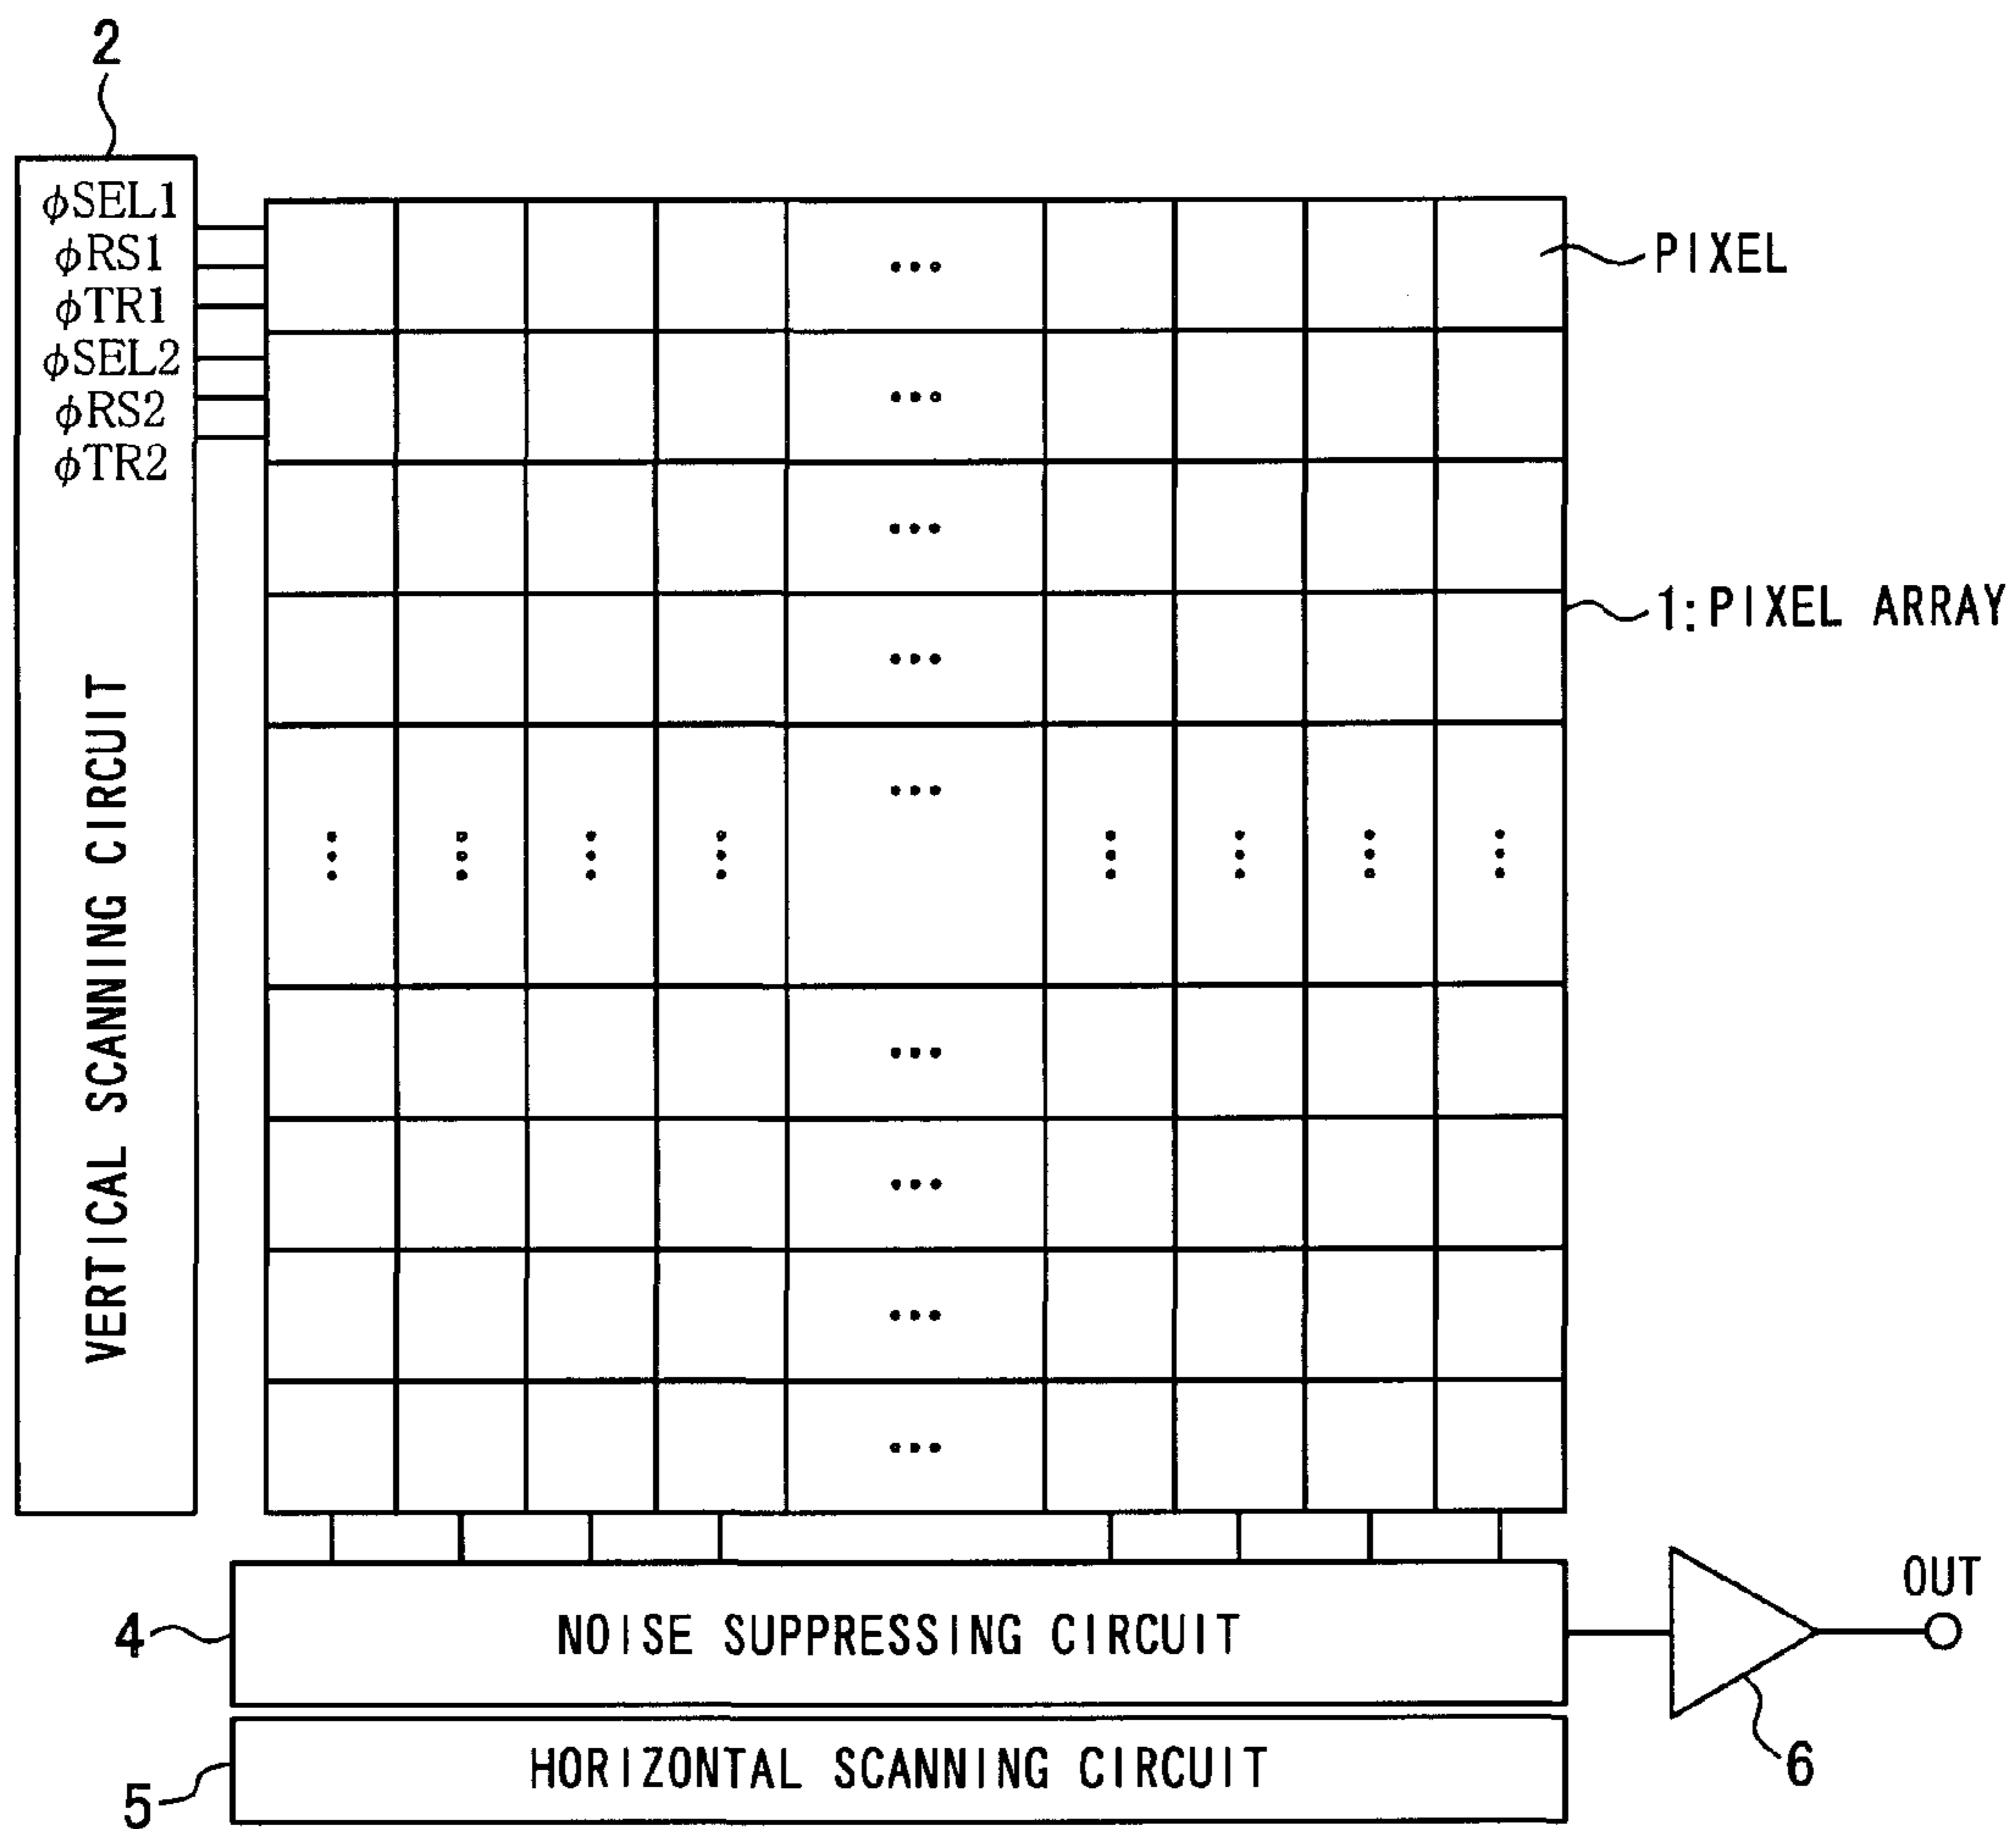 2
φSEL1
φRS1
φTR1
φSEL2
φRS2
φTR2
VERTICAL SCANNING CIRCUIT
PIXEL
1: PIXEL ARRAY
4
NOISE SUPPRESSING CIRCUIT
OUT
6
5
HORIZONTAL SCANNING CIRCUIT